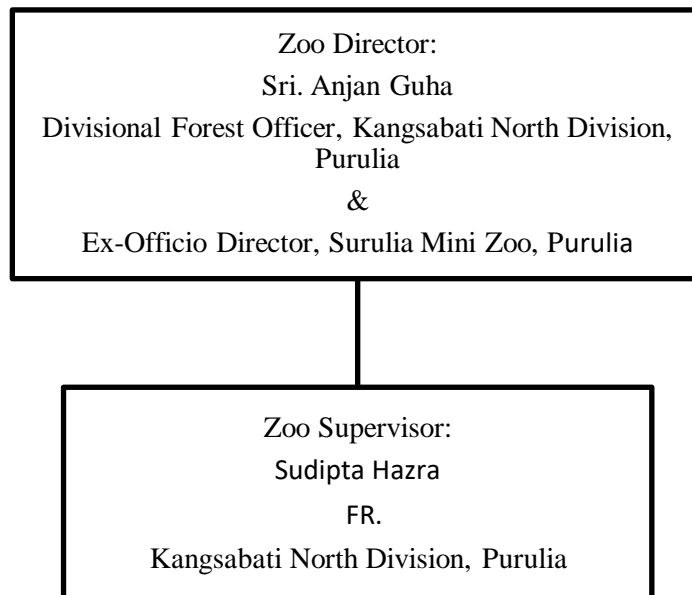 Zoo Director:
Sri. Anjan Guha
Divisional Forest Officer, Kangsabati North Division,
Purulia
&
Ex-Officio Director, Surulia Mini Zoo, Purulia
Zoo Supervisor:
Sudipta Hazra
FR.
Kangsabati North Division, Purulia